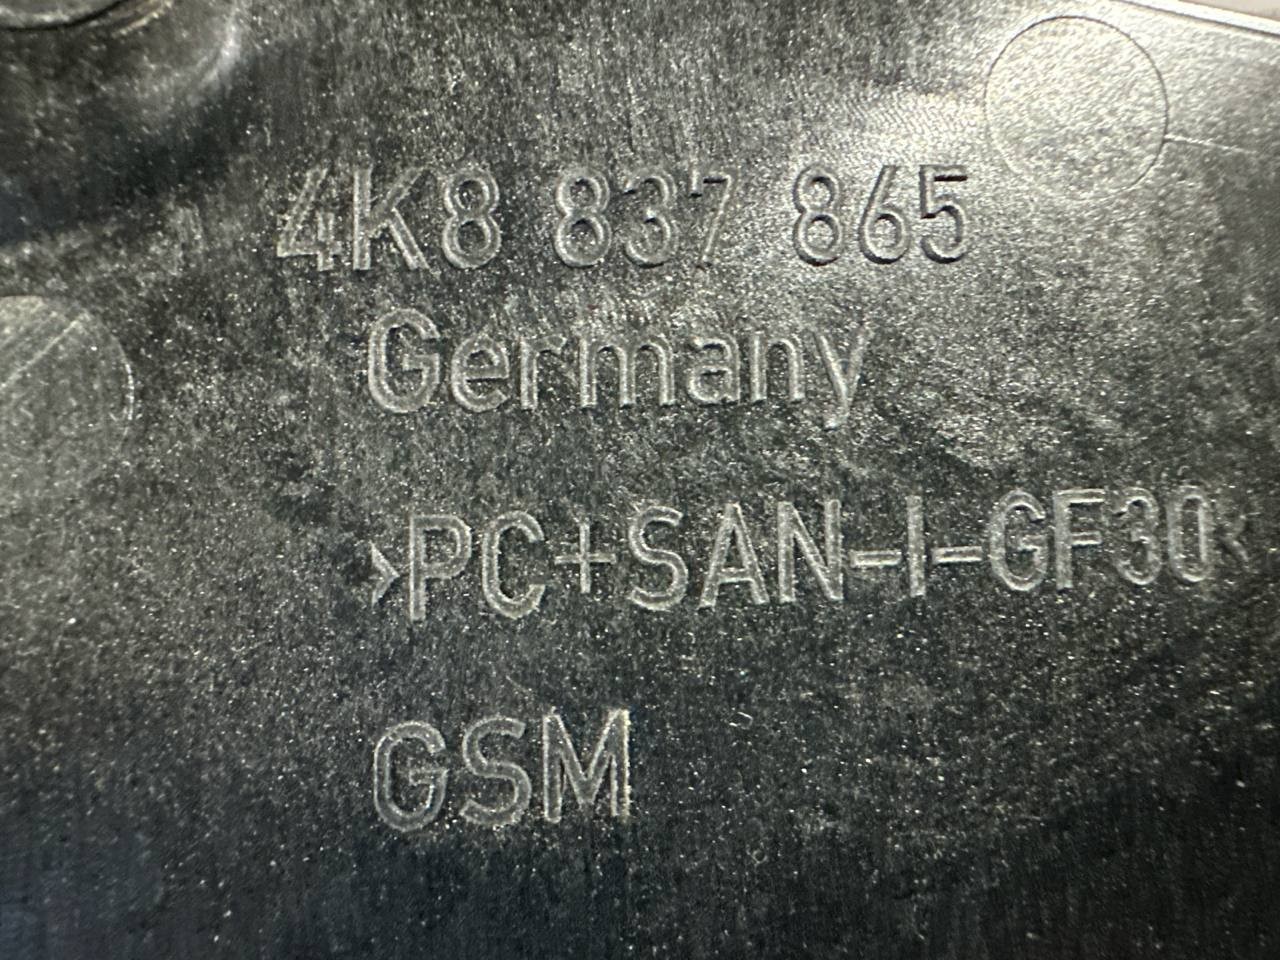 4K8 837 865
Germany
>PC+SAN-I-GF30<
GSM